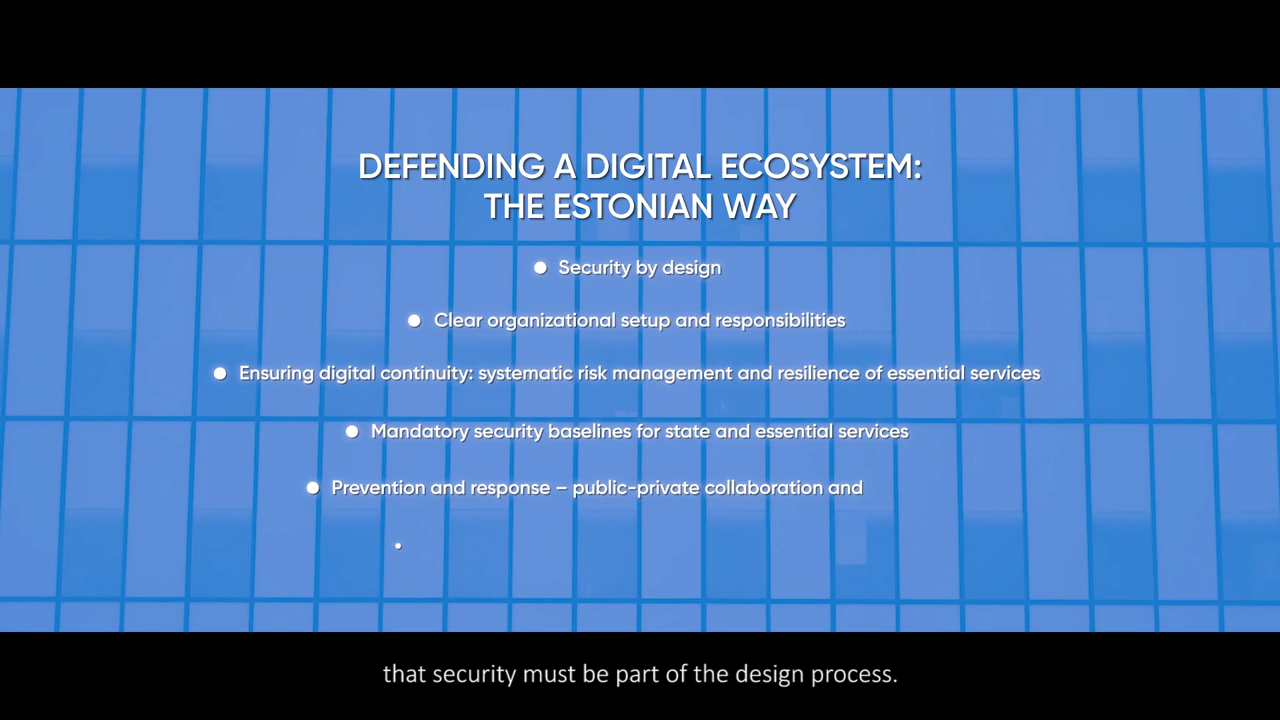 DEFENDING A DIGITAL ECOSYSTEM:
THE ESTONIAN WAY
Security by design
Clear organizational setup and responsibilities
Ensuring digital continuity: systematic risk management and resilience of essential services
Mandatory security baselines for state and essential services
Prevention and response – public-private collaboration and
that security must be part of the design process.